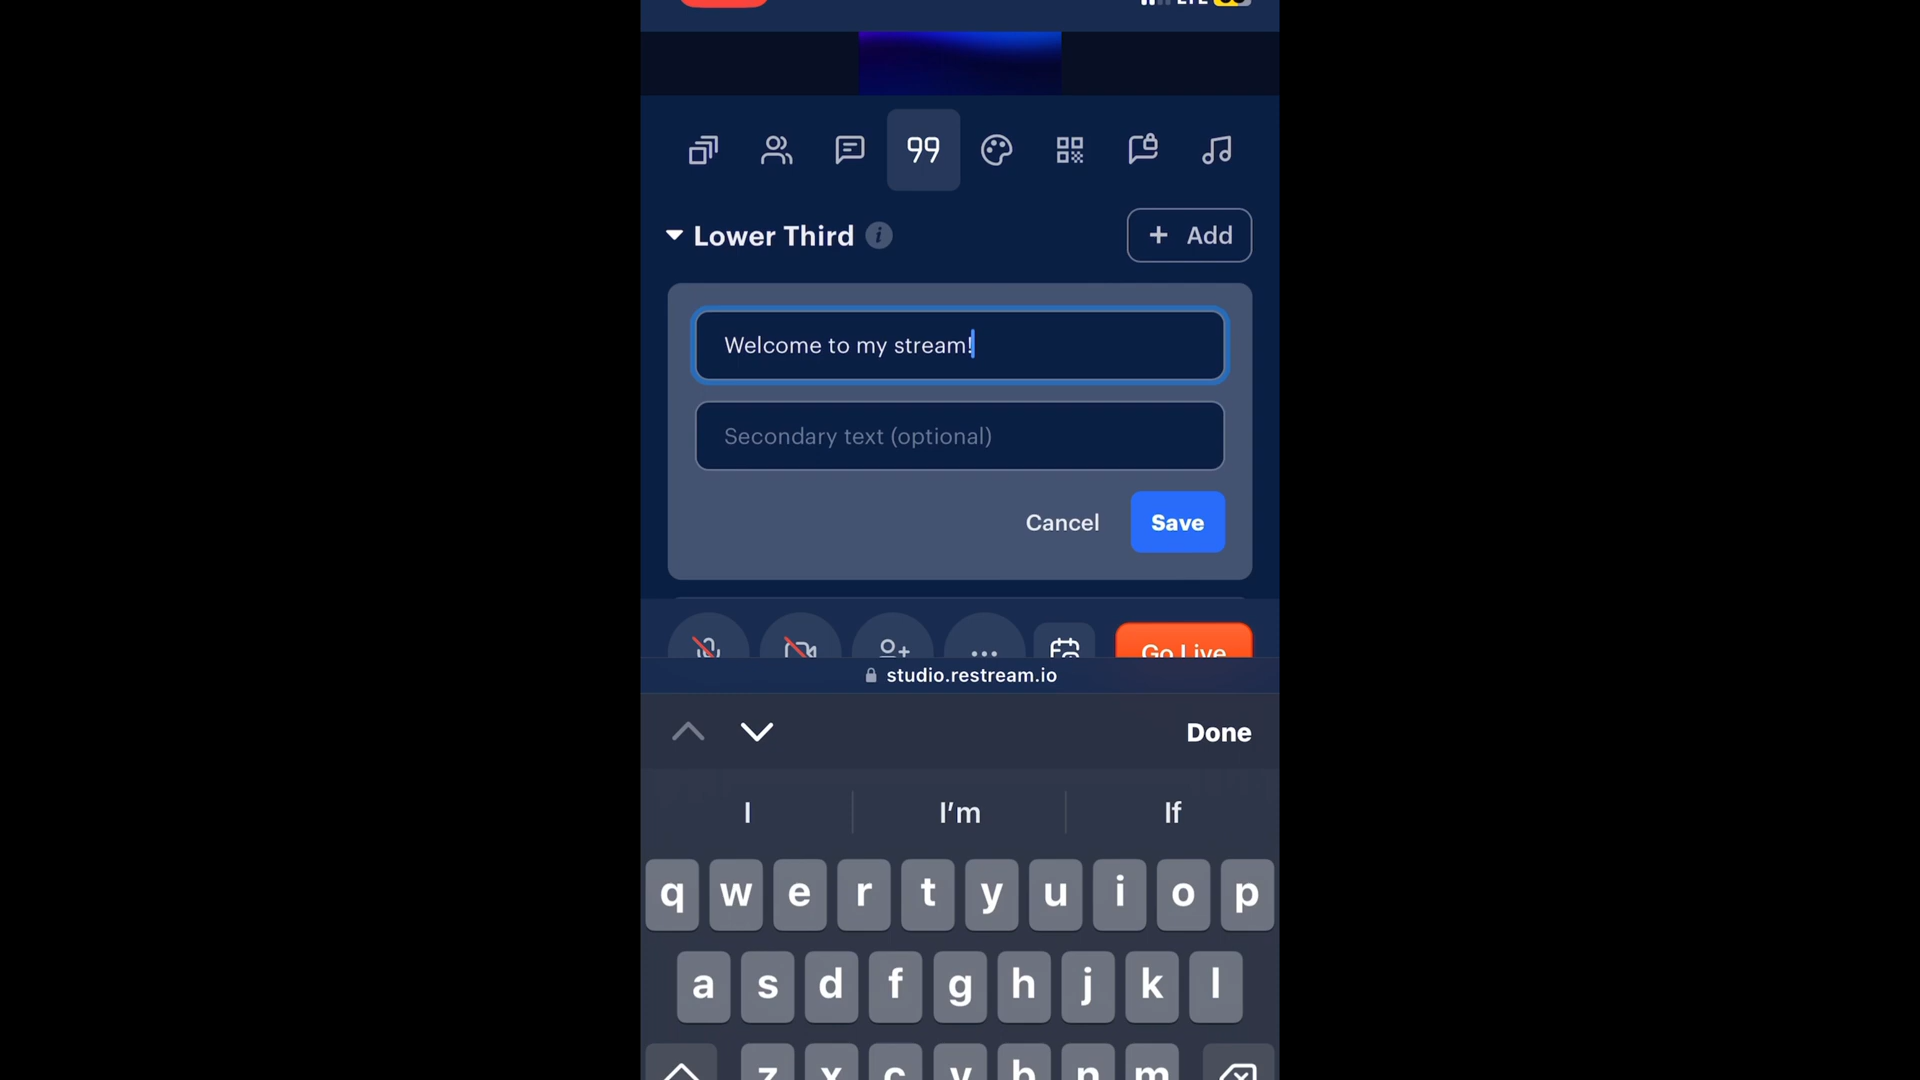 99
Lower Third i
+ Add
Welcome to my stream!
Secondary text (optional)
Cancel
Save
Go Live
studio.restream.io
Done
I
I'm
If
q w e r t y u i o p
a s d f g h j k l
z x c v b n m